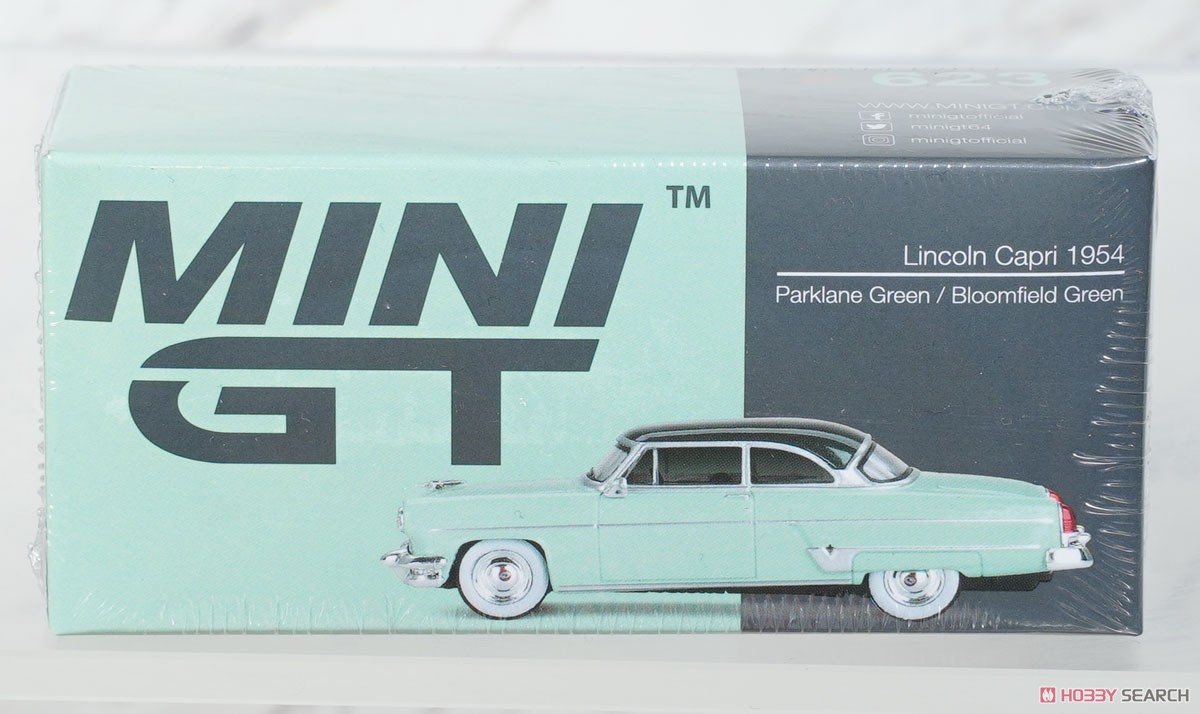 623
WWW.MINIGT.COM
minigtofficial
minigt64
minigtofficial
MINI
GT
TM
Lincoln Capri 1954
Parklane Green / Bloomfield Green
HOBBY SEARCH